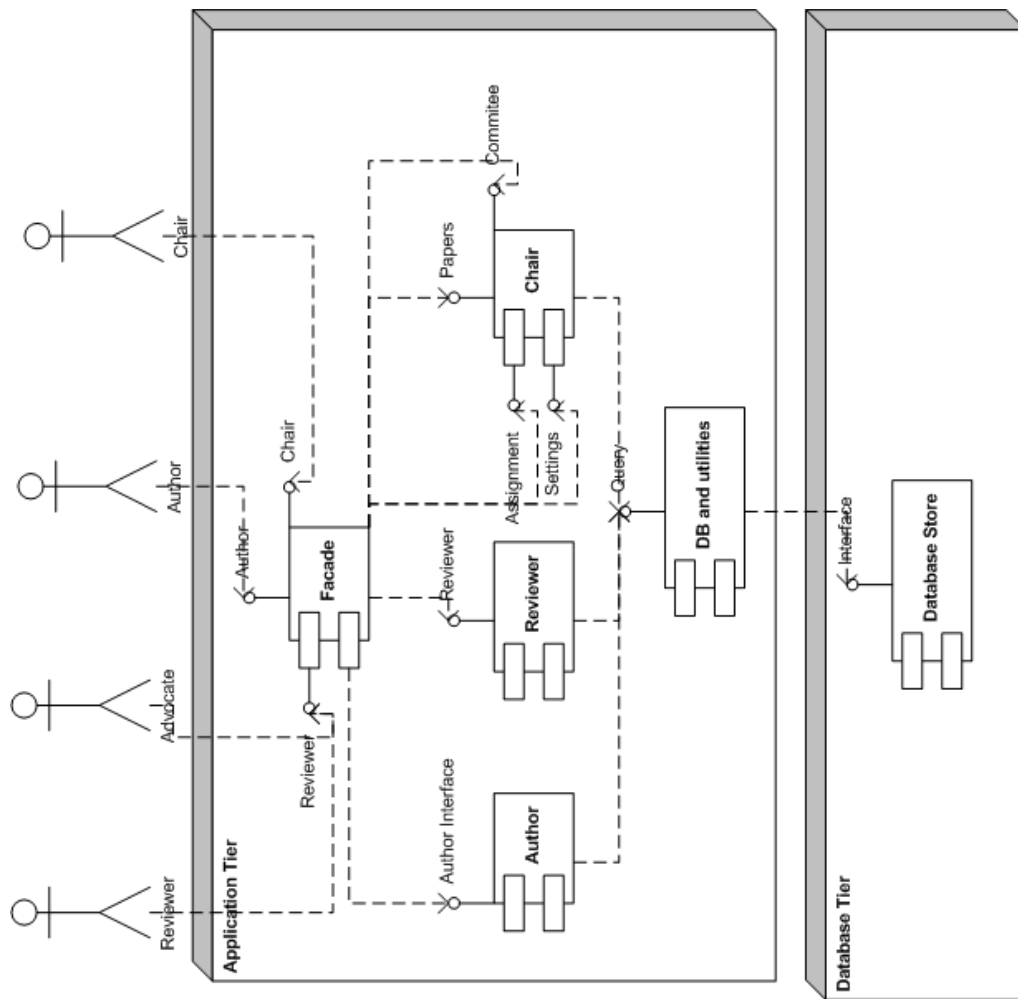 Reviewer
Advocate
Author
Chair
Application Tier
Reviewer
Author
Chair
Facade
Author Interface
Reviewer
Assignment
Settings
Papers
Commitee
Author
Reviewer
Chair
Query
DB and utilities
Database Tier
Interface
Database Store